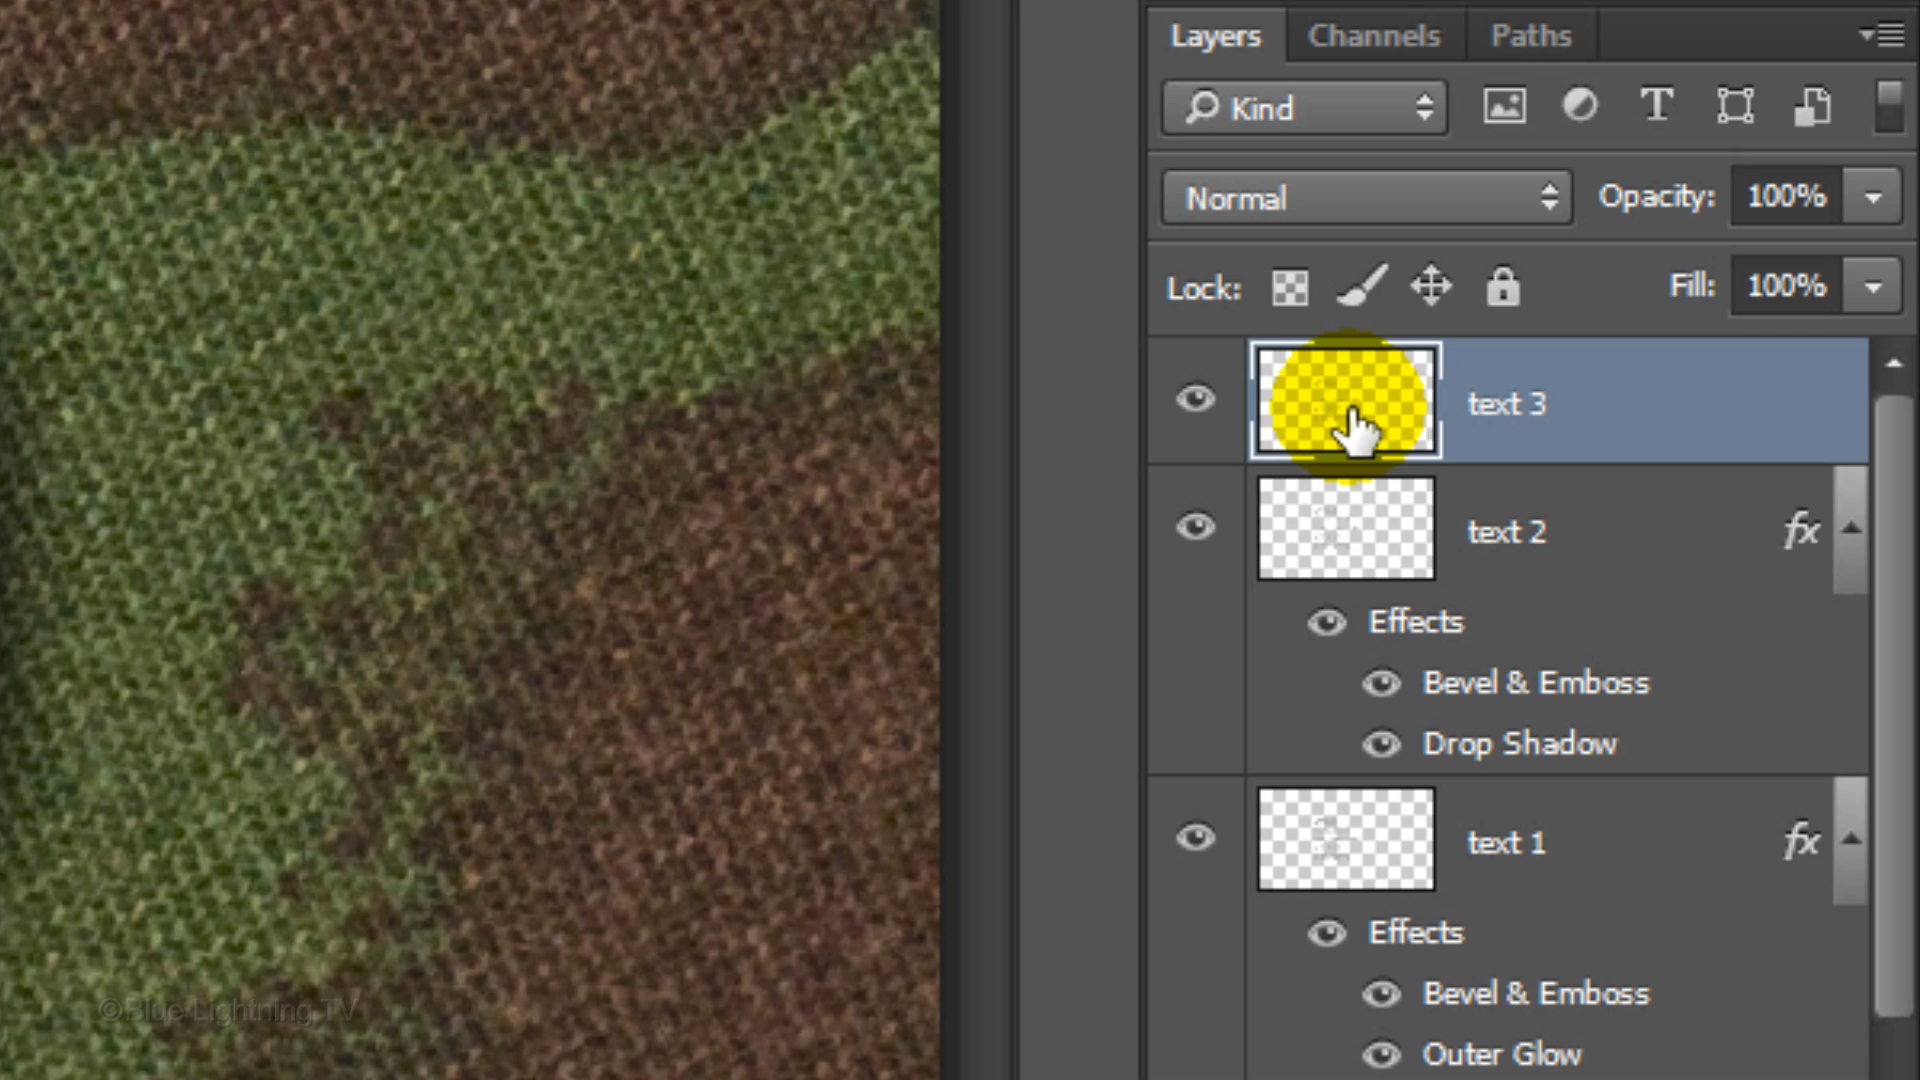 Layers Channels Paths
Kind T
Normal Opacity: 100%
Lock: Fill: 100%
text 3
text 2 fx
Effects
Bevel & Emboss
Drop Shadow
text 1 fx
Effects
Bevel & Emboss
©Blue Lightning TV
Outer Glow